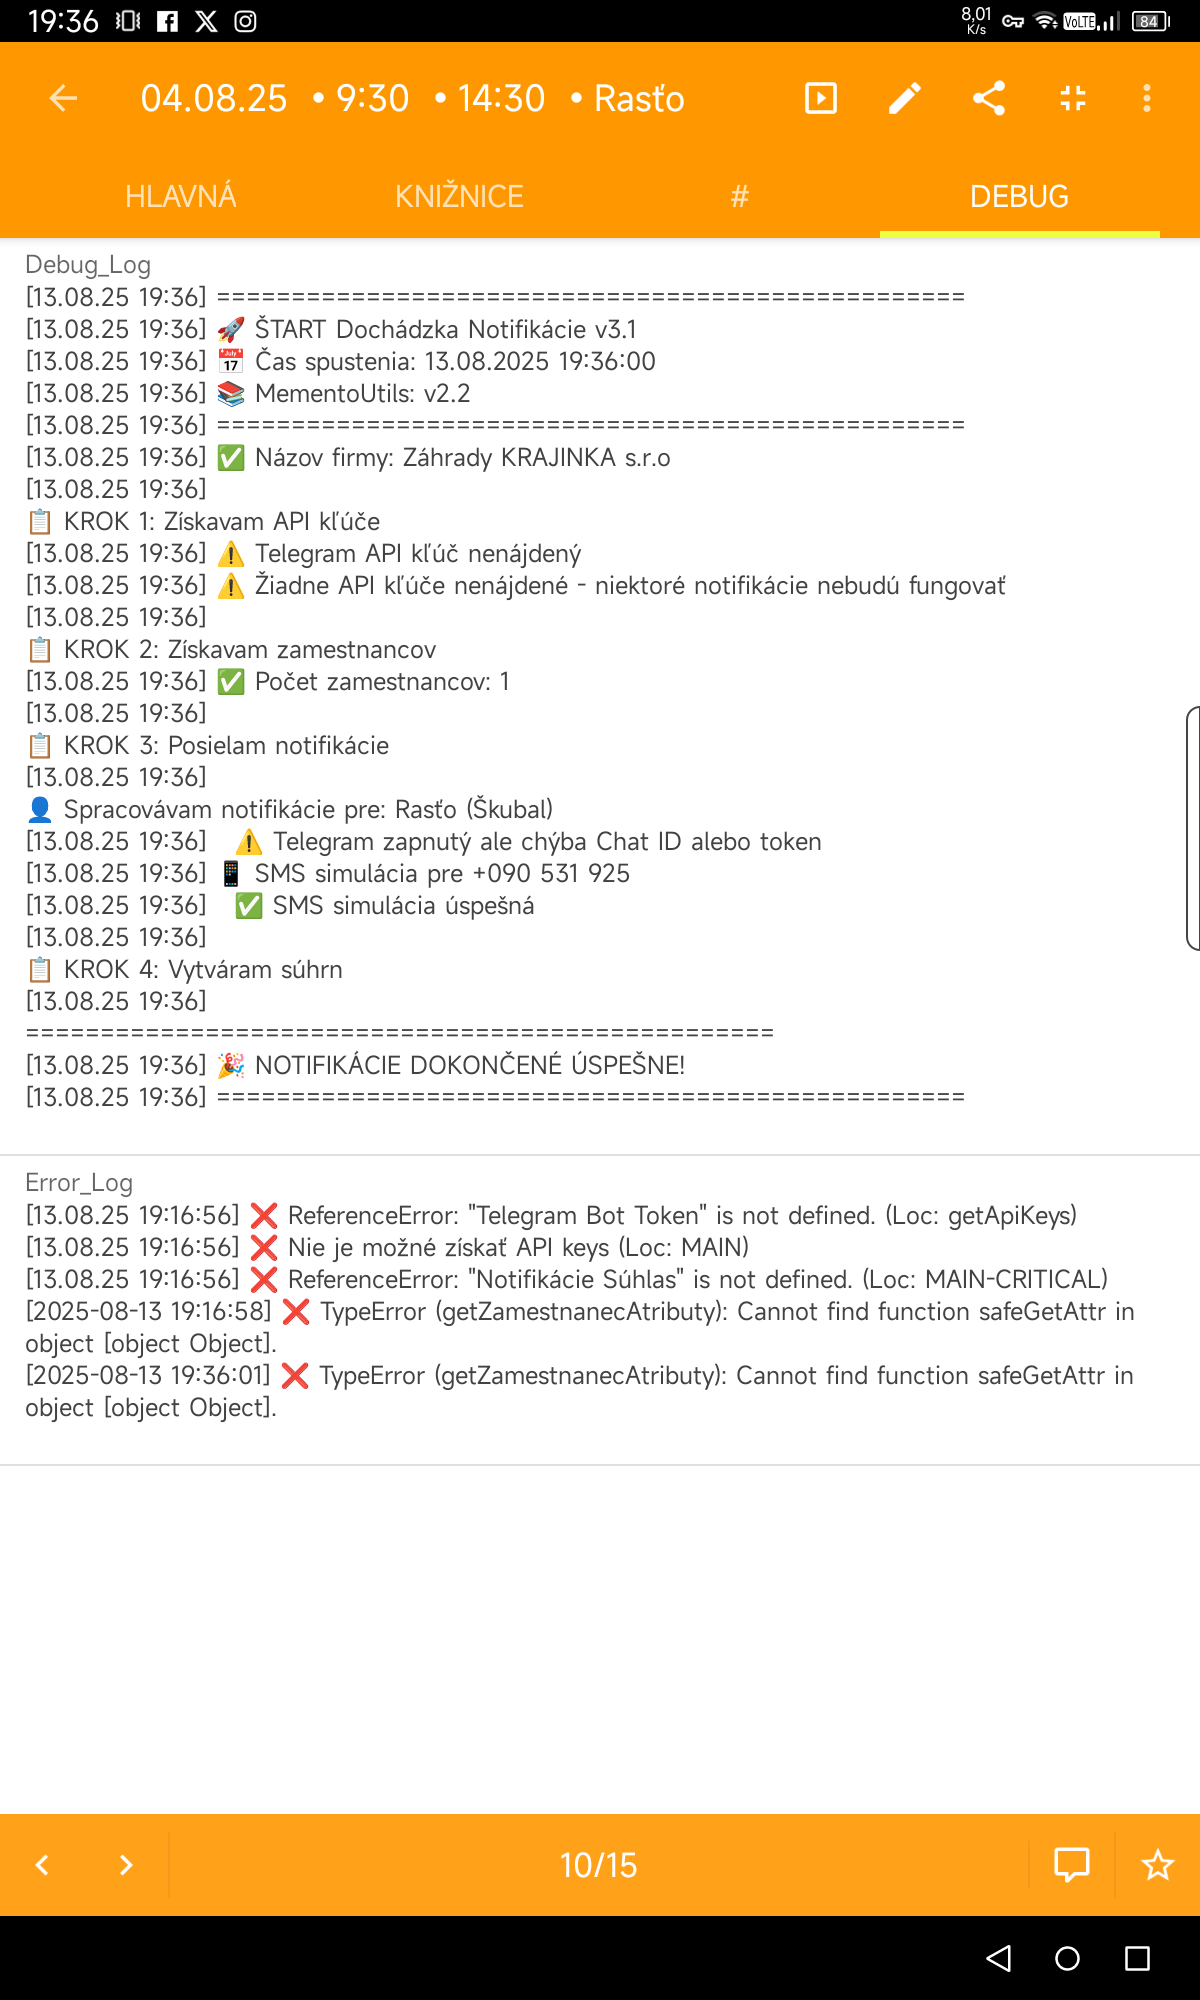 19:36
8,01
K/s
VoLTE
84
04.08.25 • 9:30 • 14:30 • Rasťo
HLAVNÁ
KNIŽNICE
#
DEBUG
Debug_Log
[13.08.25 19:36] ==================================================
[13.08.25 19:36] 🚀 ŠTART Dochádzka Notifikácie v3.1
[13.08.25 19:36] 📅 Čas spustenia: 13.08.2025 19:36:00
[13.08.25 19:36] 📚 MementoUtils: v2.2
[13.08.25 19:36] ==================================================
[13.08.25 19:36] ✅ Názov firmy: Záhrady KRAJINKA s.r.o
[13.08.25 19:36]
📋 KROK 1: Získavam API kľúče
[13.08.25 19:36] ⚠️ Telegram API kľúč nenájdený
[13.08.25 19:36] ⚠️ Žiadne API kľúče nenájdené - niektoré notifikácie nebudú fungovať
[13.08.25 19:36]
📋 KROK 2: Získavam zamestnancov
[13.08.25 19:36] ✅ Počet zamestnancov: 1
[13.08.25 19:36]
📋 KROK 3: Posielam notifikácie
[13.08.25 19:36]
👤 Spracovávam notifikácie pre: Rasťo (Škubal)
[13.08.25 19:36]   ⚠️ Telegram zapnutý ale chýba Chat ID alebo token
[13.08.25 19:36] 📱 SMS simulácia pre +090 531 925
[13.08.25 19:36]   ✅ SMS simulácia úspešná
[13.08.25 19:36]
📋 KROK 4: Vytváram súhrn
[13.08.25 19:36]
==================================================
[13.08.25 19:36] 🎉 NOTIFIKÁCIE DOKONČENÉ ÚSPEŠNE!
[13.08.25 19:36] ==================================================
Error_Log
[13.08.25 19:16:56] ❌ ReferenceError: "Telegram Bot Token" is not defined. (Loc: getApiKeys)
[13.08.25 19:16:56] ❌ Nie je možné získať API keys (Loc: MAIN)
[13.08.25 19:16:56] ❌ ReferenceError: "Notifikácie Súhlas" is not defined. (Loc: MAIN-CRITICAL)
[2025-08-13 19:16:58] ❌ TypeError (getZamestnanecAtributy): Cannot find function safeGetAttr in
object [object Object].
[2025-08-13 19:36:01] ❌ TypeError (getZamestnanecAtributy): Cannot find function safeGetAttr in
object [object Object].
10/15